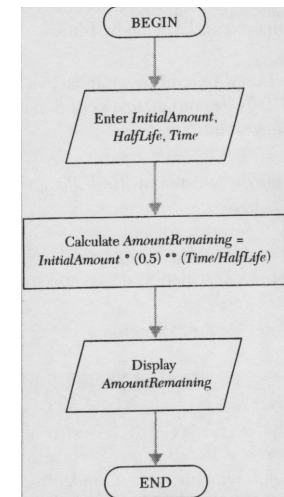 BEGIN
Enter InitialAmount,
HalfLife, Time
Calculate AmountRemaining =
InitialAmount * (0.5) ** (Time/HalfLife)
Display
AmountRemaining
END